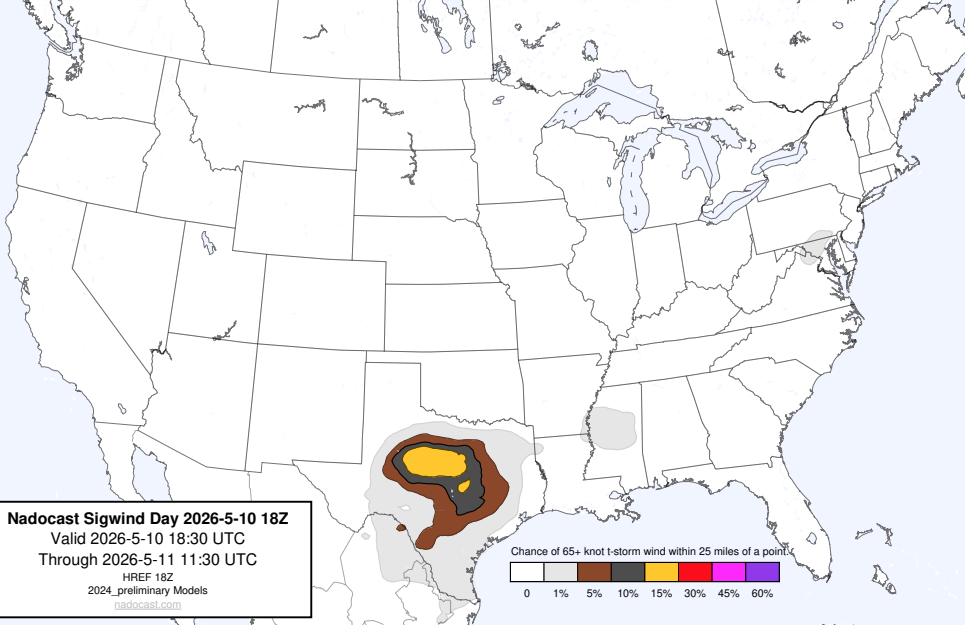 Nadocast Sigwind Day 2026-5-10 18Z
Valid 2026-5-10 18:30 UTC
Through 2026-5-11 11:30 UTC
HREF 18Z
2024_preliminary Models
nadocast.com
Chance of 65+ knot t-storm wind within 25 miles of a point.
0 1% 5% 10% 15% 30% 45% 60%